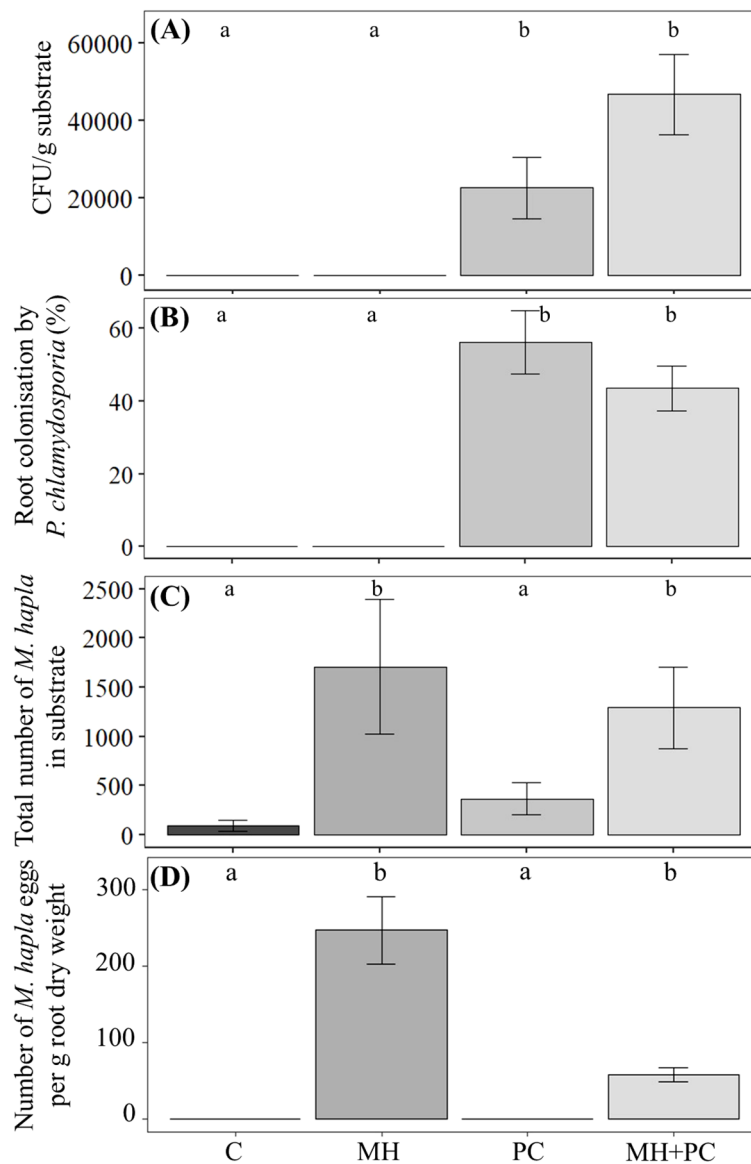 (A)
a a b b
CFU/g substrate
60000
40000
20000
0
(B)
a a b b
Root colonisation by
P. chlamydosporia (%)
60
40
20
0
(C)
a b a b
Total number of M. hapla
in substrate
2500
2000
1500
1000
500
0
(D)
a b a b
Number of M. hapla eggs
per g root dry weight
300
200
100
0
C MH PC MH+PC